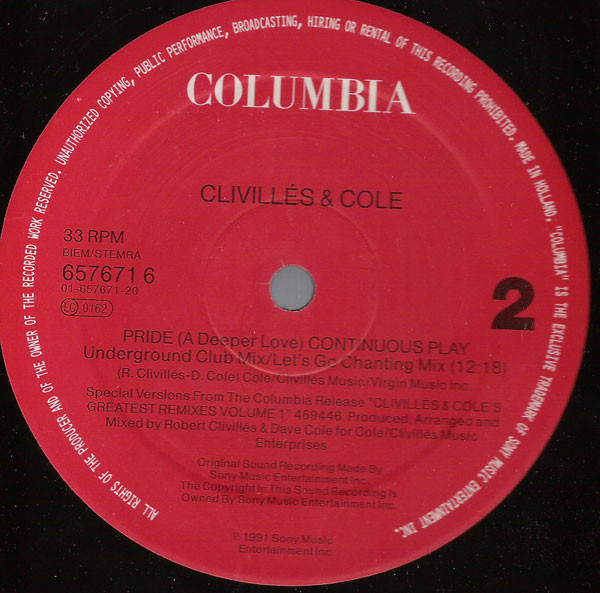 UNAUTHORIZED COPYING, PUBLIC PERFORMANCE, BROADCASTING, HIRING OR RENTAL OF THIS RECORDING PROHIBITED. MADE IN HOLLAND. "COLUMBIA" IS THE EXCLUSIVE TRADEMARK OF SONY MUSIC ENTERTAINMENT, INC.
ALL RIGHTS OF THE PRODUCER AND OF THE OWNER OF THE RECORDED WORK RESERVED.
COLUMBIA
CLIVILLÉS & COLE
33 RPM
BIEM/STEMRA
657671 6
01-657671-20
LC 0162
2
PRIDE (A Deeper Love) CONTINUOUS PLAY
Underground Club Mix/Let's Go Chanting Mix (12:18)
(R. Clivillés-D. Cole) Cole/Clivilles Music/Virgin Music Inc.
Special Versions From The Columbia Release "CLIVILLES & COLE'S
GREATEST REMIXES VOLUME 1" 469446. Produced, Arranged and
Mixed by Robert Clivillés & Dave Cole for Cole/Clivillés Music
Enterprises
Original Sound Recording Made By
Sony Music Entertainment Inc.
The Copyright in This Sound Recording is
Owned By Sony Music Entertainment Inc.
℗ 1991 Sony Music
Entertainment Inc.